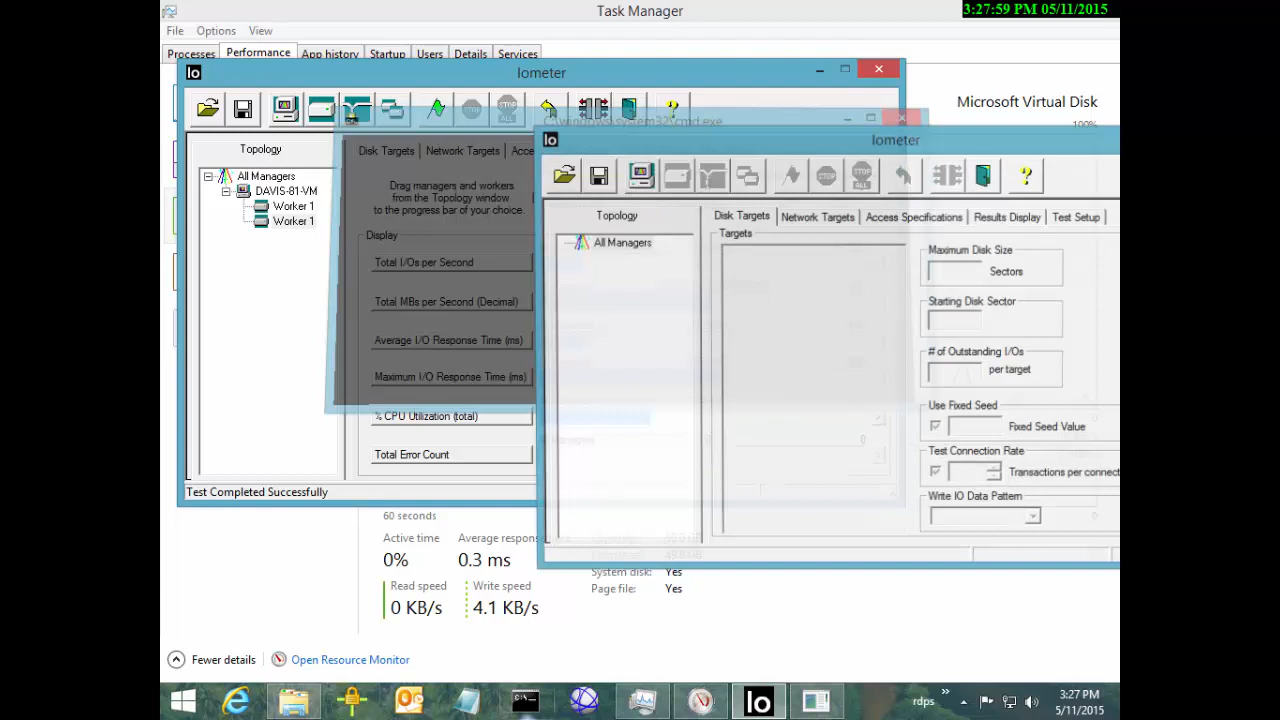 Task Manager
3:27:59 PM 05/11/2015
File Options View
Processes Performance App history Startup Users Details Services
Iometer
Microsoft Virtual Disk
100%
C:\windows\system32\cmd.exe
Iometer
Topology
All Managers
DAVIS-81-VM
Worker 1
Worker 1
Disk Targets Network Targets Acce
Drag managers and workers
from the Topology window
to the progress bar of your choice.
Display
Total I/Os per Second
Total MBs per Second (Decimal)
Average I/O Response Time (ms)
Maximum I/O Response Time (ms)
% CPU Utilization (total)
Total Error Count
Test Completed Successfully
Topology
All Managers
Disk Targets Network Targets Access Specifications Results Display Test Setup
Targets
Maximum Disk Size
Sectors
Starting Disk Sector
# of Outstanding I/Os
per target
Use Fixed Seed
Fixed Seed Value
Test Connection Rate
Transactions per connect
Write IO Data Pattern
60 seconds
Active time Average respon
0% 0.3 ms
System disk: Yes
Page file: Yes
Read speed Write speed
0 KB/s 4.1 KB/s
Fewer details Open Resource Monitor
rdps
3:27 PM
5/11/2015